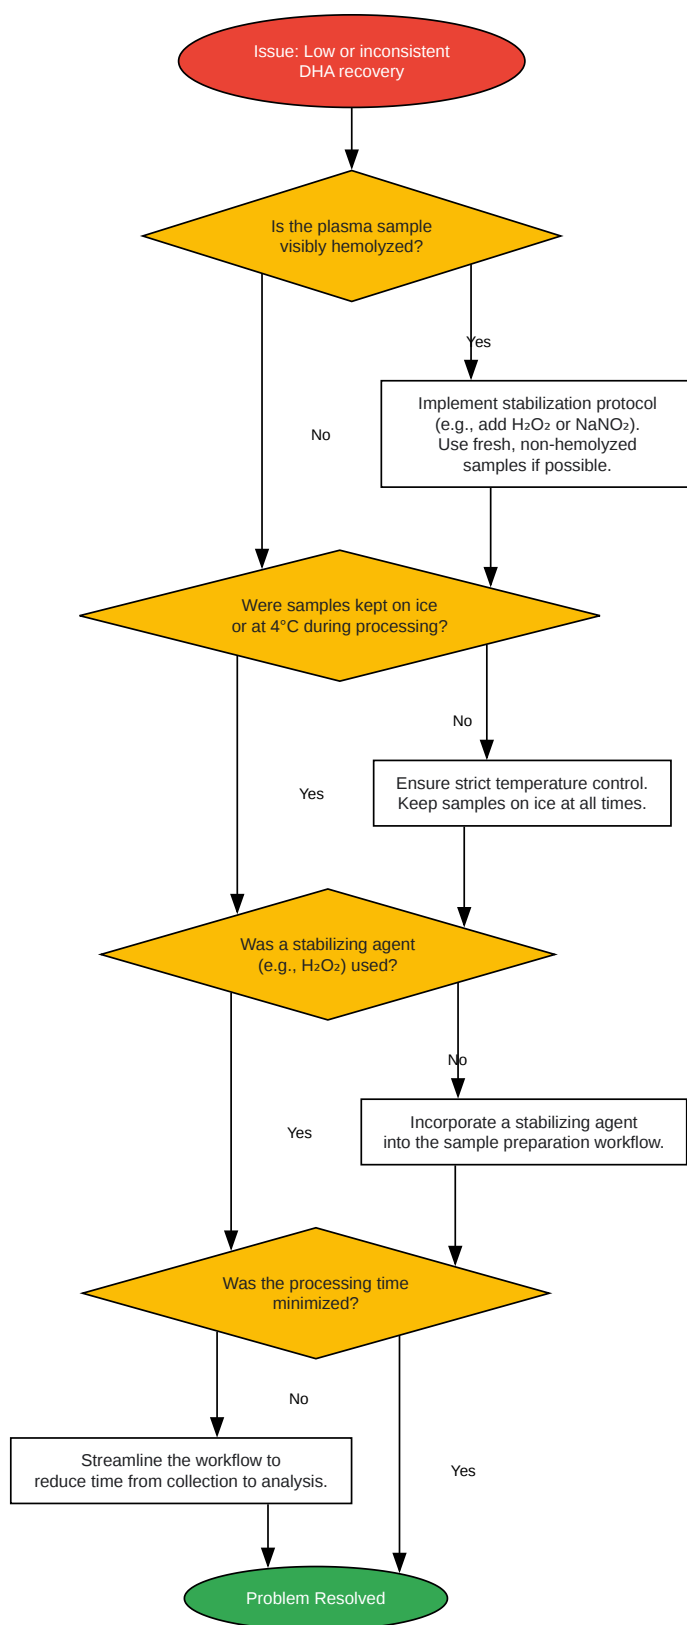 Issue: Low or inconsistent
DHA recovery
Is the plasma sample
visibly hemolyzed?
Yes
Implement stabilization protocol
(e.g., add H₂O₂ or NaNO₂).
Use fresh, non-hemolyzed
samples if possible.
No
Were samples kept on ice
or at 4°C during processing?
No
Ensure strict temperature control.
Keep samples on ice at all times.
Yes
Was a stabilizing agent
(e.g., H₂O₂) used?
No
Incorporate a stabilizing agent
into the sample preparation workflow.
Yes
Was the processing time
minimized?
No
Streamline the workflow to
reduce time from collection to analysis.
Yes
Problem Resolved